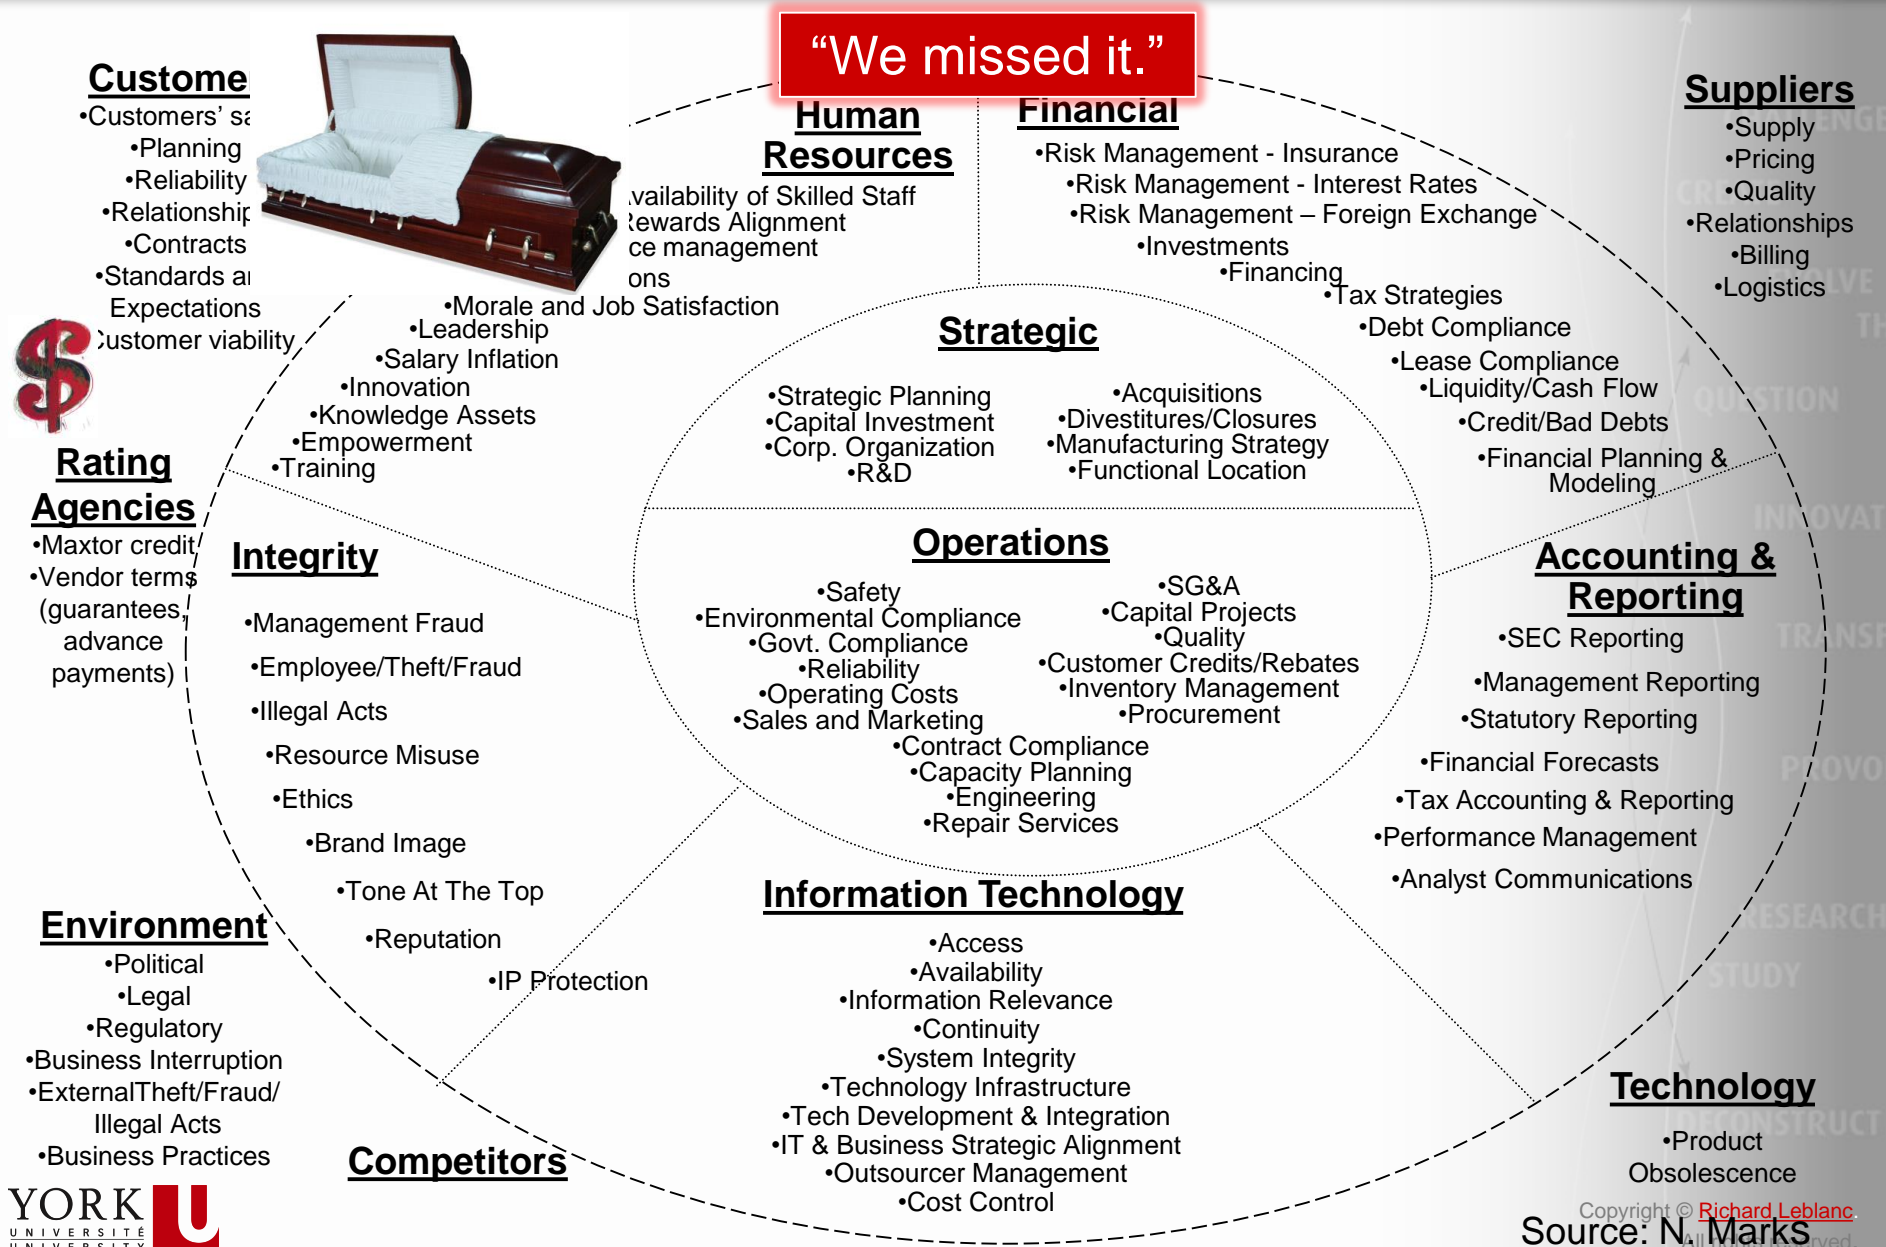 “We missed it.”
Custome
•Customers’ sa
•Planning
•Reliability
•Relationship
•Contracts
•Standards a
Expectations
Customer viability
Rating
Agencies
•Maxtor credit
•Vendor terms
(guarantees,
advance
payments)
Environment
•Political
•Legal
•Regulatory
•Business Interruption
•ExternalTheft/Fraud/
Illegal Acts
•Business Practices
Competitors
Human
Resources
vailability of Skilled Staff
Rewards Alignment
ce management
ons
•Morale and Job Satisfaction
•Leadership
•Salary Inflation
•Innovation
•Knowledge Assets
•Empowerment
•Training
Financial
•Risk Management - Insurance
•Risk Management - Interest Rates
•Risk Management – Foreign Exchange
•Investments
•Financing
•Tax Strategies
•Debt Compliance
•Lease Compliance
•Liquidity/Cash Flow
•Credit/Bad Debts
•Financial Planning &
Modeling
Suppliers
•Supply
•Pricing
•Quality
•Relationships
•Billing
•Logistics
Strategic
•Strategic Planning
•Capital Investment
•Corp. Organization
•R&D
•Acquisitions
•Divestitures/Closures
•Manufacturing Strategy
•Functional Location
Operations
•Safety
•Environmental Compliance
•Govt. Compliance
•Reliability
•Operating Costs
•Sales and Marketing
•SG&A
•Capital Projects
•Quality
•Customer Credits/Rebates
•Inventory Management
•Procurement
•Contract Compliance
•Capacity Planning
•Engineering
•Repair Services
Integrity
•Management Fraud
•Employee/Theft/Fraud
•Illegal Acts
•Resource Misuse
•Ethics
•Brand Image
•Tone At The Top
•Reputation
•IP Protection
Accounting &
Reporting
•SEC Reporting
•Management Reporting
•Statutory Reporting
•Financial Forecasts
•Tax Accounting & Reporting
•Performance Management
•Analyst Communications
Information Technology
•Access
•Availability
•Information Relevance
•Continuity
•System Integrity
•Technology Infrastructure
•Tech Development & Integration
•IT & Business Strategic Alignment
•Outsourcer Management
•Cost Control
Technology
•Product
Obsolescence
Copyright © Richard Leblanc.
Source: N. Marks
YORK U
UNIVERSITÉ
UNIVERSITY
QUESTION
RESEARCH
STUDY
DECONSTRUCT